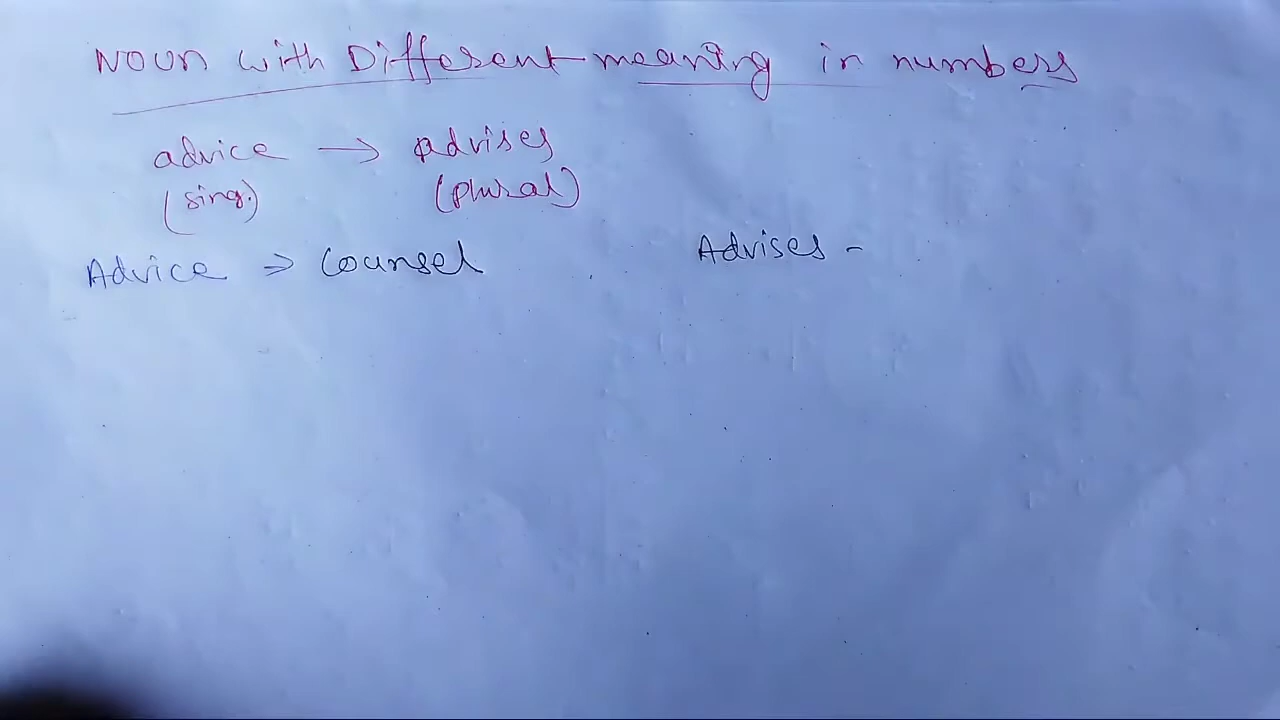 Noun with Different meaning in numbers
advice → advises
(sing.) (plural)
Advice ⇒ Counsel Advises -